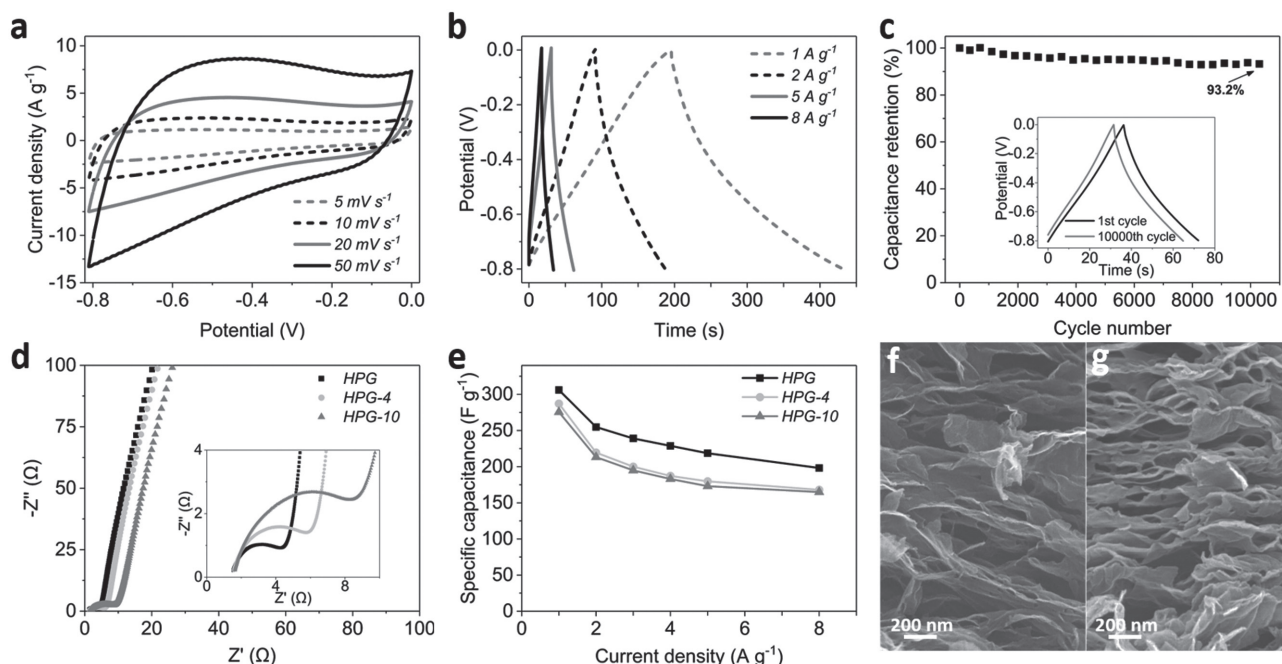 a
Current density (A g⁻¹)
10
5
0
-5
-10
-15
-0.8
-0.6
-0.4
-0.2
0.0
Potential (V)
5 mV s⁻¹
10 mV s⁻¹
20 mV s⁻¹
50 mV s⁻¹
b
Potential (V)
0.0
-0.2
-0.4
-0.6
-0.8
0
100
200
300
400
Time (s)
1 A g⁻¹
2 A g⁻¹
5 A g⁻¹
8 A g⁻¹
c
Capacitance retention (%)
100
80
60
40
20
0
0
2000
4000
6000
8000
10000
Cycle number
93.2%
Potential (V)
0.0
-0.2
-0.4
-0.6
-0.8
0
20
40
60
80
Time (s)
1st cycle
10000th cycle
d
-Z" (Ω)
100
75
50
25
0
0
20
40
60
80
100
Z' (Ω)
HPG
HPG-4
HPG-10
-Z" (Ω)
4
2
0
0
4
8
Z' (Ω)
e
Specific capacitance (F g⁻¹)
300
250
200
150
100
50
0
0
2
4
6
8
Current density (A g⁻¹)
HPG
HPG-4
HPG-10
f
200 nm
g
200 nm